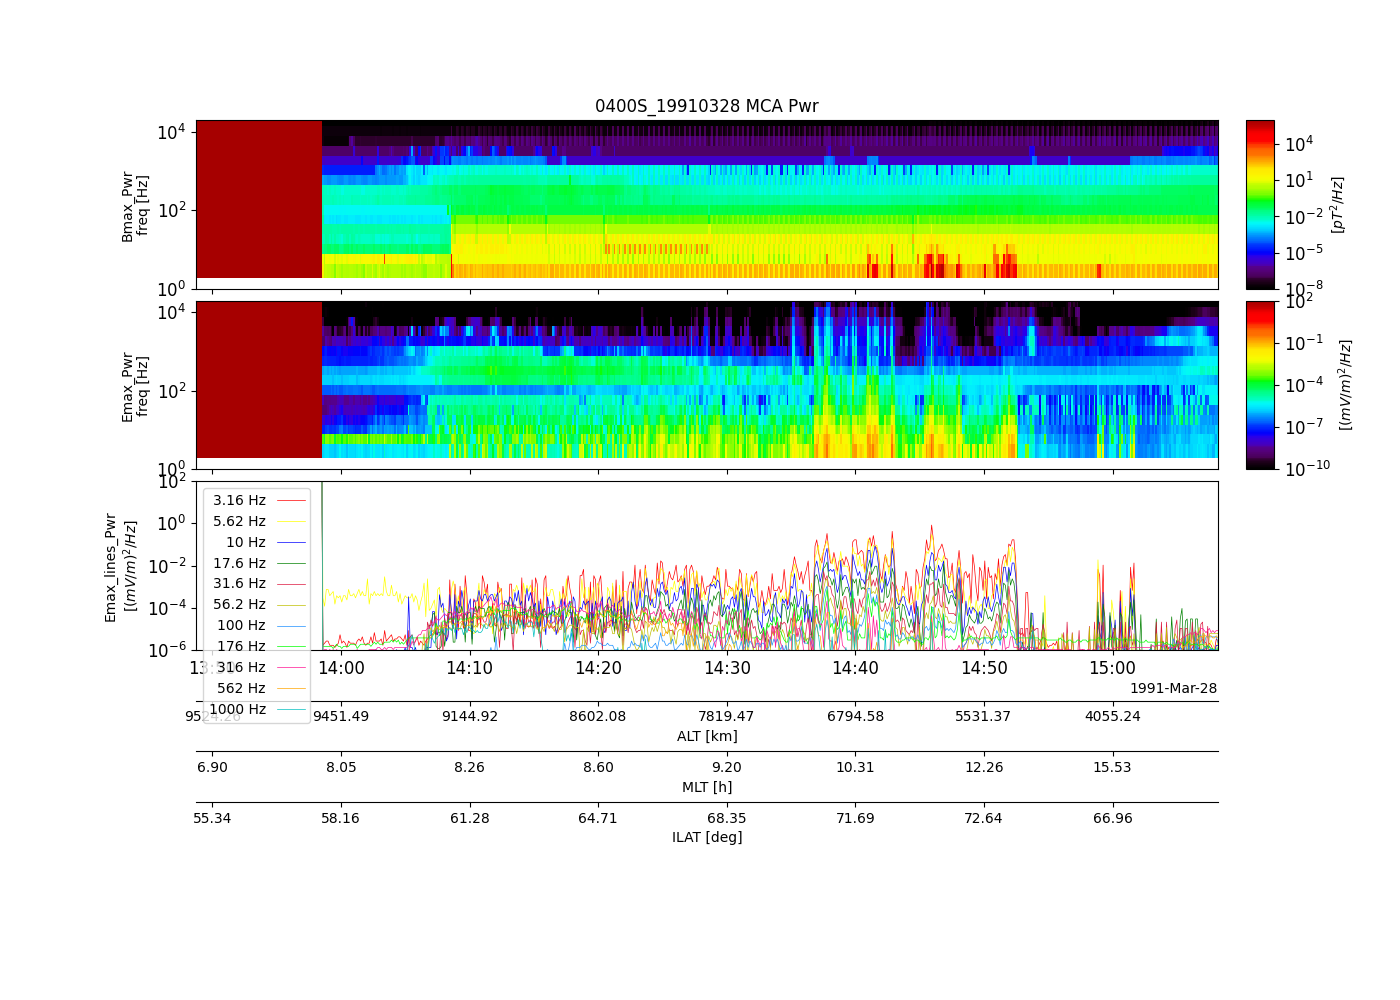 0400S_19910328 MCA Pwr
10^4
10^2
10^0
Bmax_Pwr
freq [Hz]
10^4
10^1
10^-2
10^-5
10^-8
[pT^2/Hz]
10^4
10^2
10^0
Emax_Pwr
freq [Hz]
10^2
10^-1
10^-4
10^-7
10^-10
[(mV/m)^2/Hz]
10^2
10^0
10^-2
10^-4
10^-6
Emax_lines_Pwr
[(mV/m)^2/Hz]
3.16 Hz
5.62 Hz
10 Hz
17.6 Hz
31.6 Hz
56.2 Hz
100 Hz
176 Hz
316 Hz
562 Hz
1000 Hz
13:50 14:00 14:10 14:20 14:30 14:40 14:50 15:00
1991-Mar-28
9524.26 9451.49 9144.92 8602.08 7819.47 6794.58 5531.37 4055.24
ALT [km]
6.90 8.05 8.26 8.60 9.20 10.31 12.26 15.53
MLT [h]
55.34 58.16 61.28 64.71 68.35 71.69 72.64 66.96
ILAT [deg]